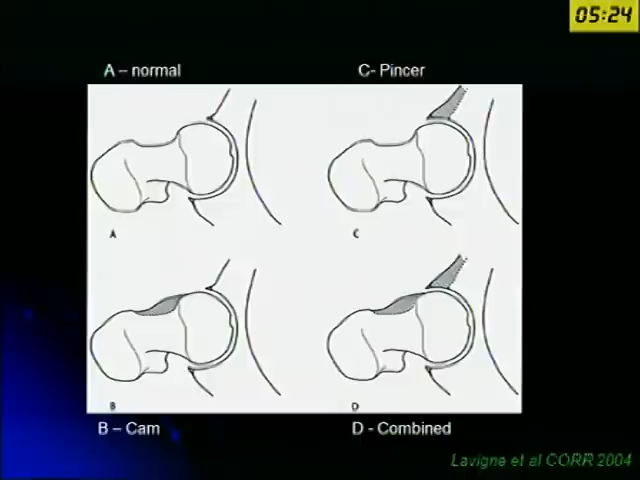 05:24
A – normal
C- Pincer
A
C
B
D
B – Cam
D - Combined
Lavigne et al CORR 2004